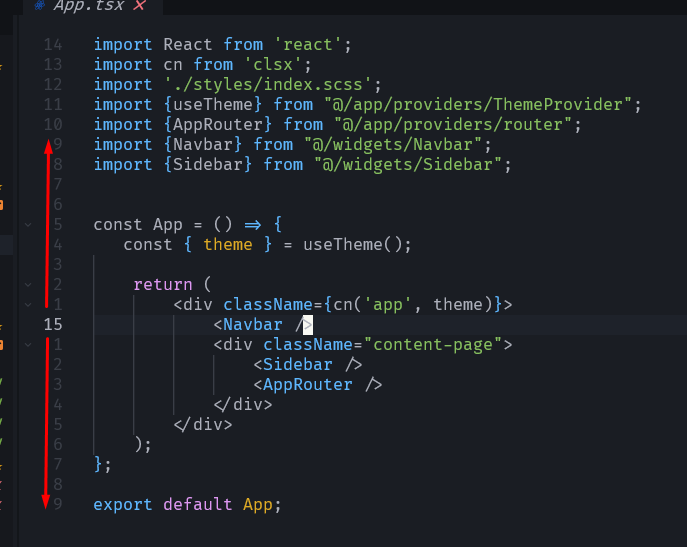 App.tsx
14 import React from 'react';
13 import cn from 'clsx';
12 import './styles/index.scss';
11 import {useTheme} from "@/app/providers/ThemeProvider";
10 import {AppRouter} from "@/app/providers/router";
9 import {Navbar} from "@/widgets/Navbar";
8 import {Sidebar} from "@/widgets/Sidebar";
7
6
5 const App = () => {
4 const { theme } = useTheme();
3
2 return (
1 <div className={cn('app', theme)}>
15 <Navbar />
1 <div className="content-page">
2 <Sidebar />
3 <AppRouter />
4 </div>
5 </div>
6 );
7 };
8
9 export default App;